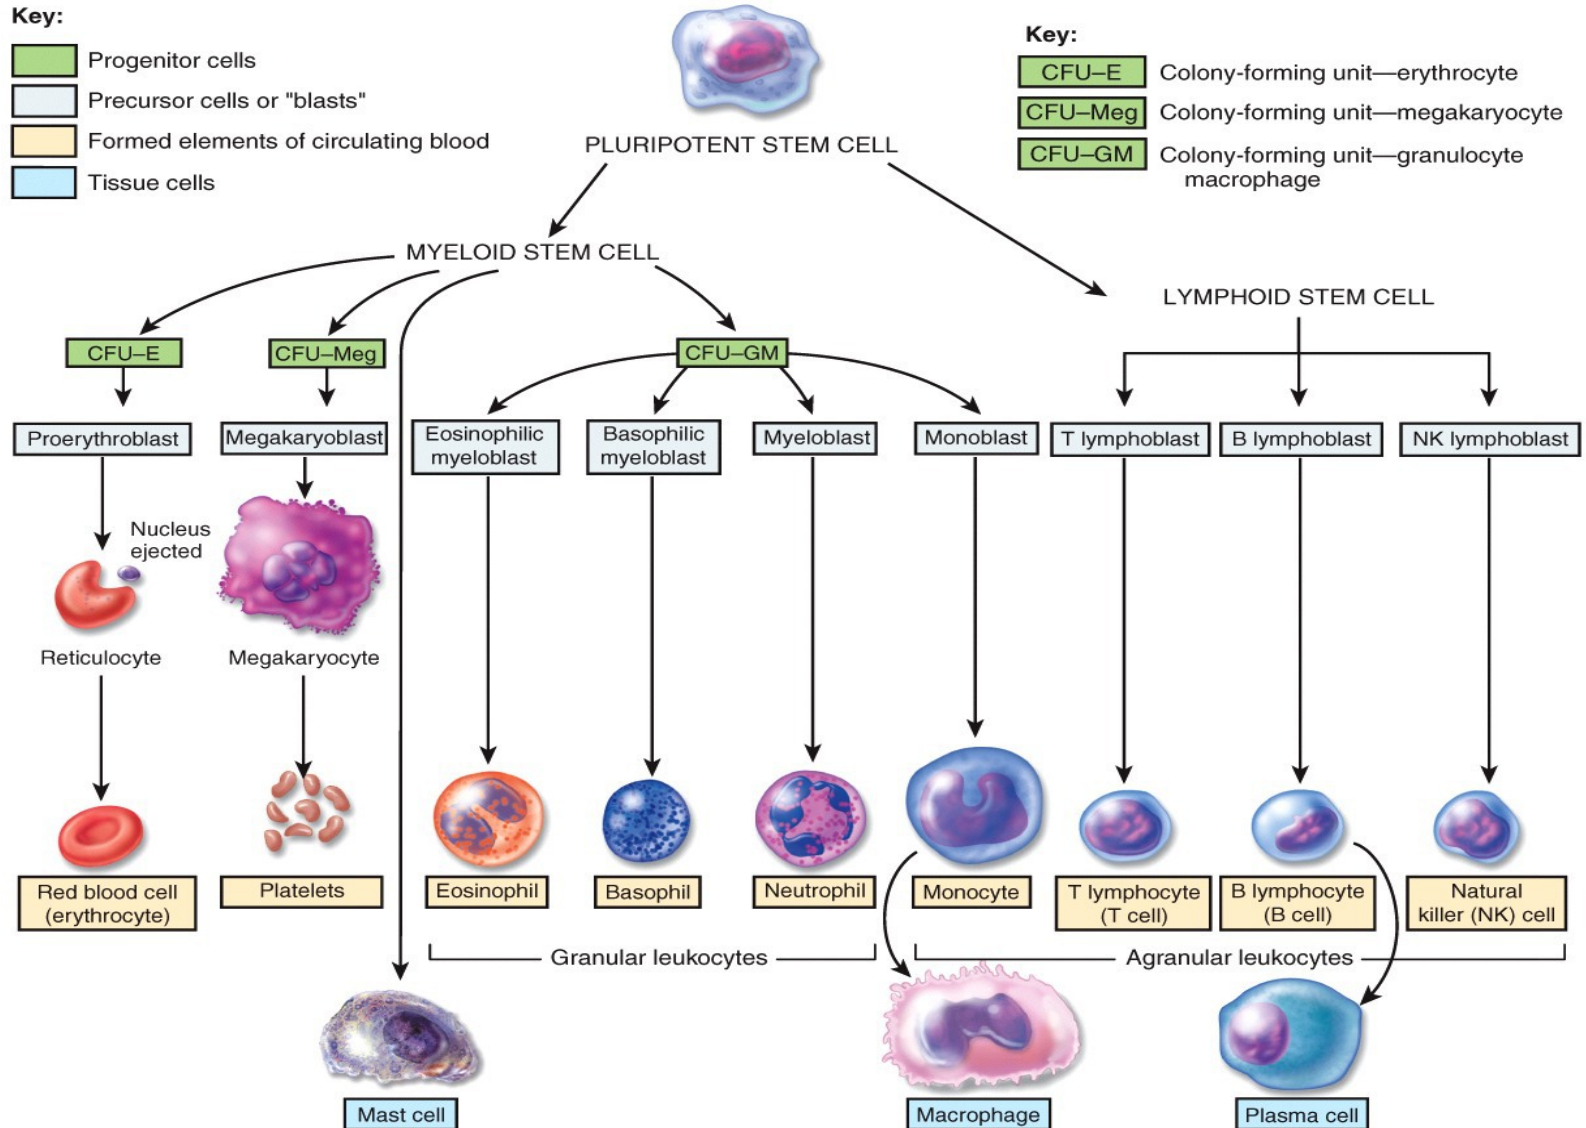 Key:
Progenitor cells
Precursor cells or "blasts"
Formed elements of circulating blood
Tissue cells
Key:
CFU–E Colony-forming unit—erythrocyte
CFU–Meg Colony-forming unit—megakaryocyte
CFU–GM Colony-forming unit—granulocyte
macrophage
PLURIPOTENT STEM CELL
MYELOID STEM CELL
LYMPHOID STEM CELL
CFU–E
CFU–Meg
CFU–GM
Proerythroblast
Megakaryoblast
Eosinophilic
myeloblast
Basophilic
myeloblast
Myeloblast
Monoblast
T lymphoblast
B lymphoblast
NK lymphoblast
Nucleus
ejected
Reticulocyte
Megakaryocyte
Red blood cell
(erythrocyte)
Platelets
Eosinophil
Basophil
Neutrophil
Monocyte
T lymphocyte
(T cell)
B lymphocyte
(B cell)
Natural
killer (NK) cell
Granular leukocytes
Agranular leukocytes
Mast cell
Macrophage
Plasma cell